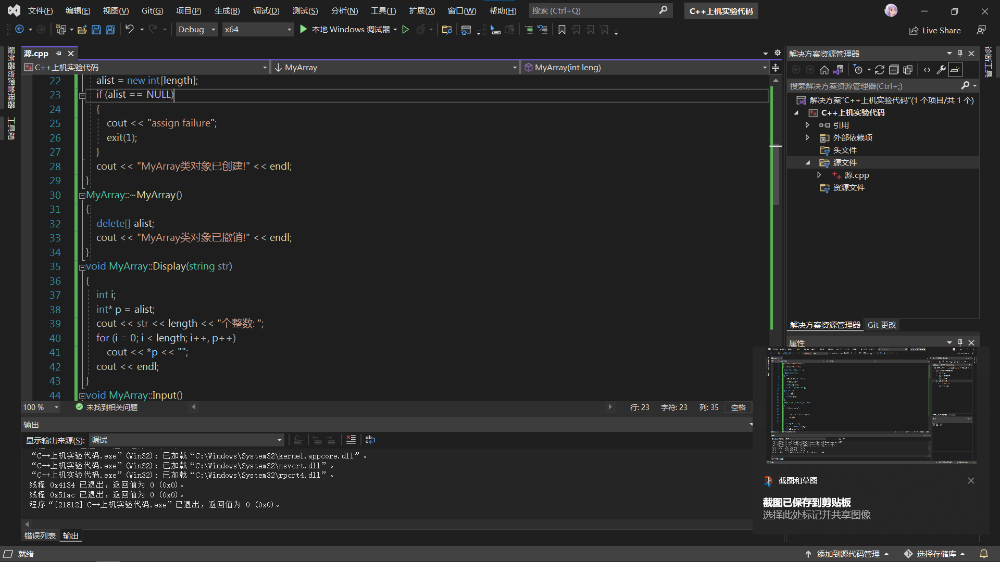 文件(F) 编辑(E) 视图(V) Git(G) 项目(P) 生成(B) 调试(D) 测试(S) 分析(N) 工具(T) 扩展(X) 窗口(W) 帮助(H) 搜索 (Ctrl+Q) C++上机实验代码
Debug x64 本地 Windows 调试器 Live Share
服务器资源管理器
工具箱
源.cpp
C++上机实验代码 MyArray MyArray(int leng)
22 alist = new int[length];
23 if (alist == NULL)
24 {
25 cout << "assign failure";
26 exit(1);
27 }
28 cout << "MyArray类对象已创建!" << endl;
29 }
30 MyArray::~MyArray()
31 {
32 delete[] alist;
33 cout << "MyArray类对象已撤销!" << endl;
34 }
35 void MyArray::Display(string str)
36 {
37 int i;
38 int* p = alist;
39 cout << str << length << "个整数: ";
40 for (i = 0; i < length; i++, p++)
41 cout << *p << "";
42 cout << endl;
43 }
44 void MyArray::Input()
100 % 未找到相关问题 行: 23 字符: 23 列: 35 空格
输出
显示输出来源(S): 调试
“C++上机实验代码.exe”(Win32): 已加载“C:\Windows\System32\kernel.appcore.dll”。
“C++上机实验代码.exe”(Win32): 已加载“C:\Windows\System32\msvcrt.dll”。
“C++上机实验代码.exe”(Win32): 已加载“C:\Windows\System32\rpcrt4.dll”。
线程 0x4134 已退出，返回值为 0 (0x0)。
线程 0x51ac 已退出，返回值为 0 (0x0)。
程序“[21812] C++上机实验代码.exe”已退出，返回值为 0 (0x0)。
错误列表 输出
解决方案资源管理器
搜索解决方案资源管理器(Ctrl+;)
解决方案“C++上机实验代码”(1 个项目/共 1 个)
C++上机实验代码
引用
外部依赖项
头文件
源文件
源.cpp
资源文件
解决方案资源管理器 Git 更改
属性
诊断工具
截图和草图
截图已保存到剪贴板
选择此处标记并共享图像
就绪 添加到源代码管理 选择存储库